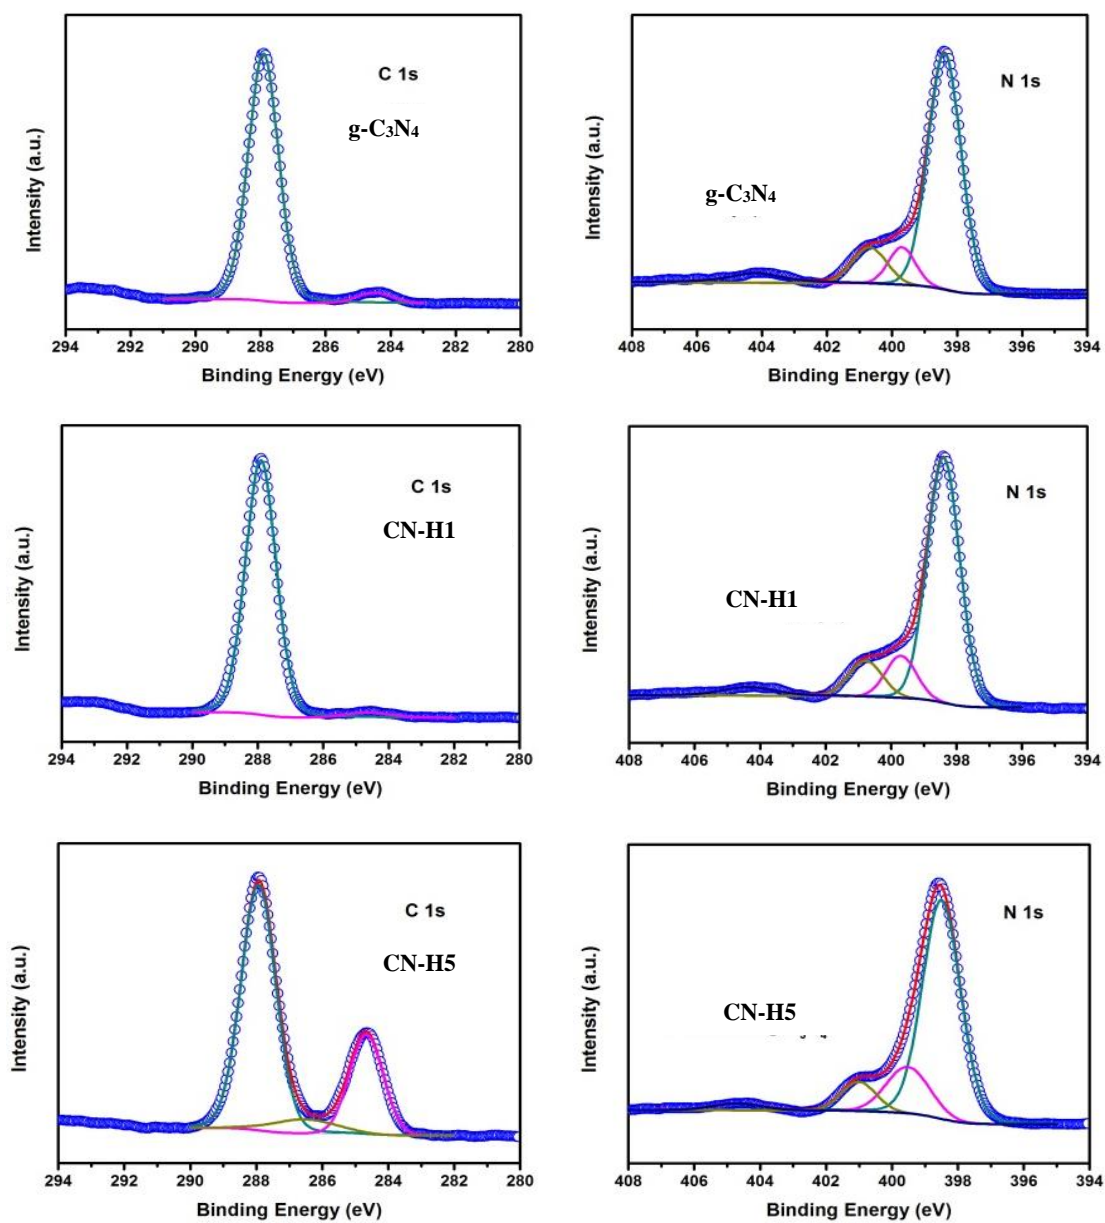 C 1s
g-C₃N₄
Intensity (a.u.)
294 292 290 288 286 284 282 280
Binding Energy (eV)
N 1s
g-C₃N₄
Intensity (a.u.)
408 406 404 402 400 398 396 394
Binding Energy (eV)
C 1s
CN-H1
Intensity (a.u.)
294 292 290 288 286 284 282 280
Binding Energy (eV)
N 1s
CN-H1
Intensity (a.u.)
408 406 404 402 400 398 396 394
Binding Energy (eV)
C 1s
CN-H5
Intensity (a.u.)
294 292 290 288 286 284 282 280
Binding Energy (eV)
N 1s
CN-H5
Intensity (a.u.)
408 406 404 402 400 398 396 394
Binding Energy (eV)